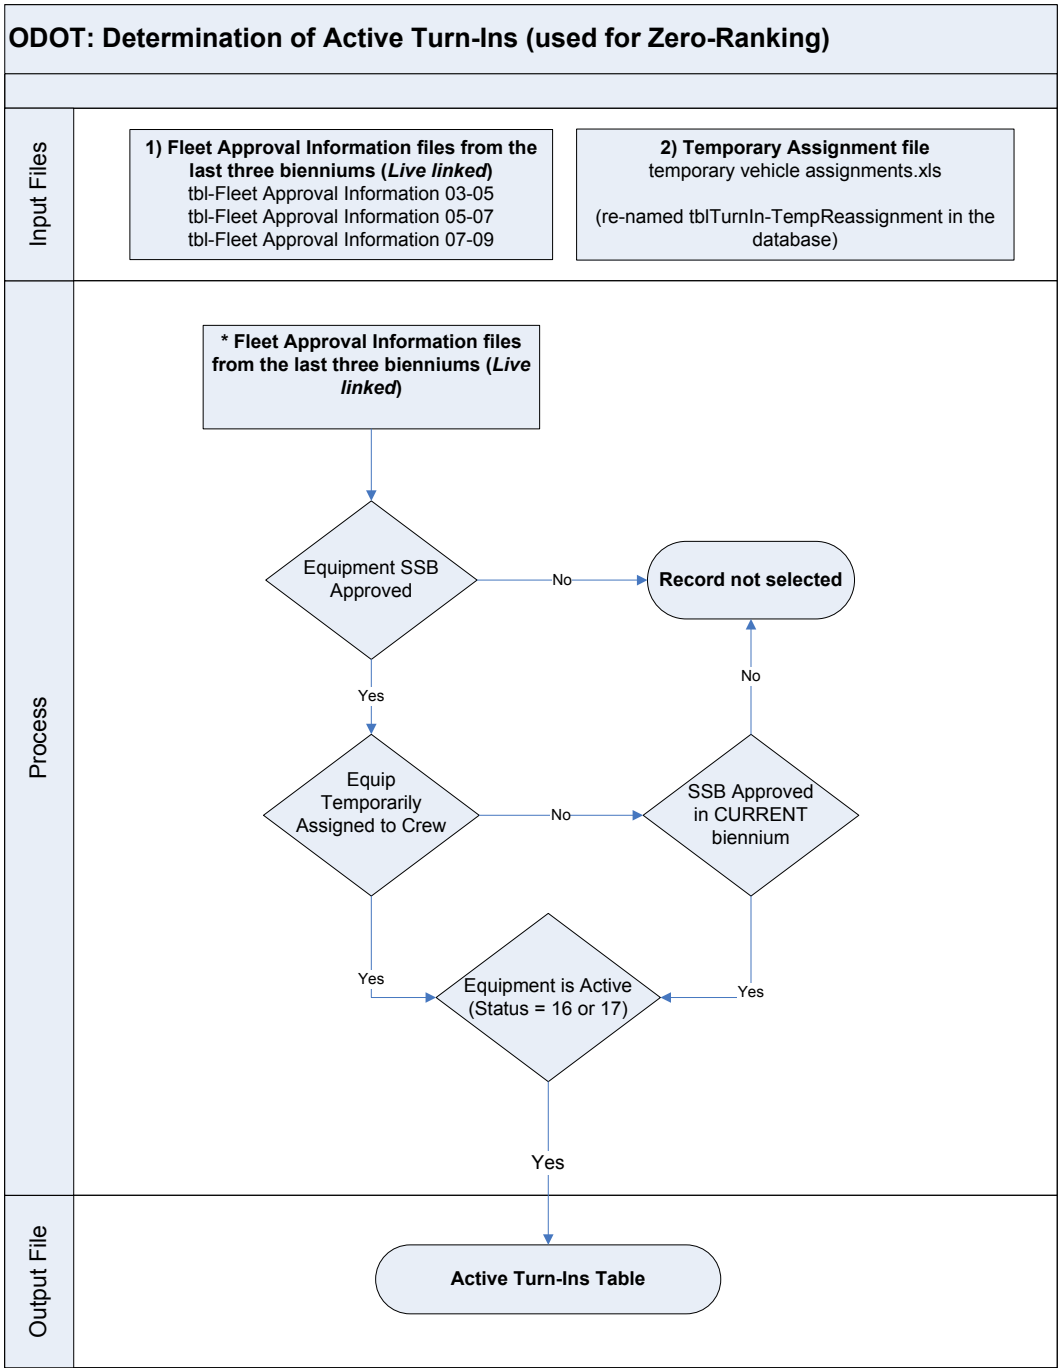 ODOT: Determination of Active Turn-Ins (used for Zero-Ranking)
Input Files
1) Fleet Approval Information files from the
last three bienniums (Live linked)
tbl-Fleet Approval Information 03-05
tbl-Fleet Approval Information 05-07
tbl-Fleet Approval Information 07-09
2) Temporary Assignment file
temporary vehicle assignments.xls
(re-named tblTurnIn-TempReassignment in the
database)
Process
* Fleet Approval Information files
from the last three bienniums (Live
linked)
Equipment SSB
Approved
No
Record not selected
Yes
No
Equip
Temporarily
Assigned to Crew
No
SSB Approved
in CURRENT
biennium
Yes
Equipment is Active
(Status = 16 or 17)
Yes
Yes
Output File
Active Turn-Ins Table